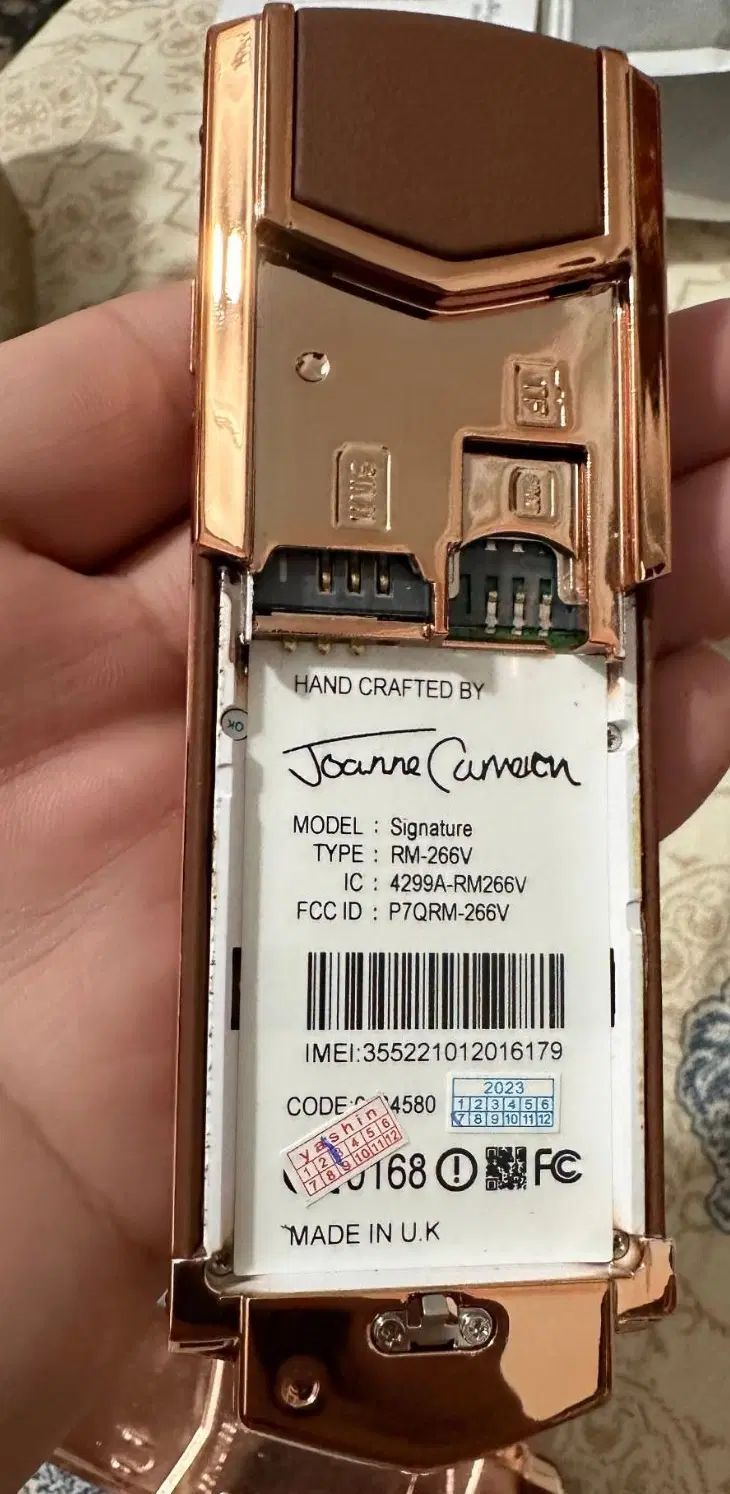 TF
SIM
SIM
HAND CRAFTED BY
Joanne Cameron
MODEL : Signature
TYPE : RM-266V
IC : 4299A-RM266V
FCC ID : P7QRM-266V
IMEI:355221012016179
CODE: 4580
2023
1 2 3 4 5 6
7 8 9 10 11 12
yashin
1 2 3 4 5 6
7 8 9 10 11 12
0168 FC
MADE IN U.K
OK